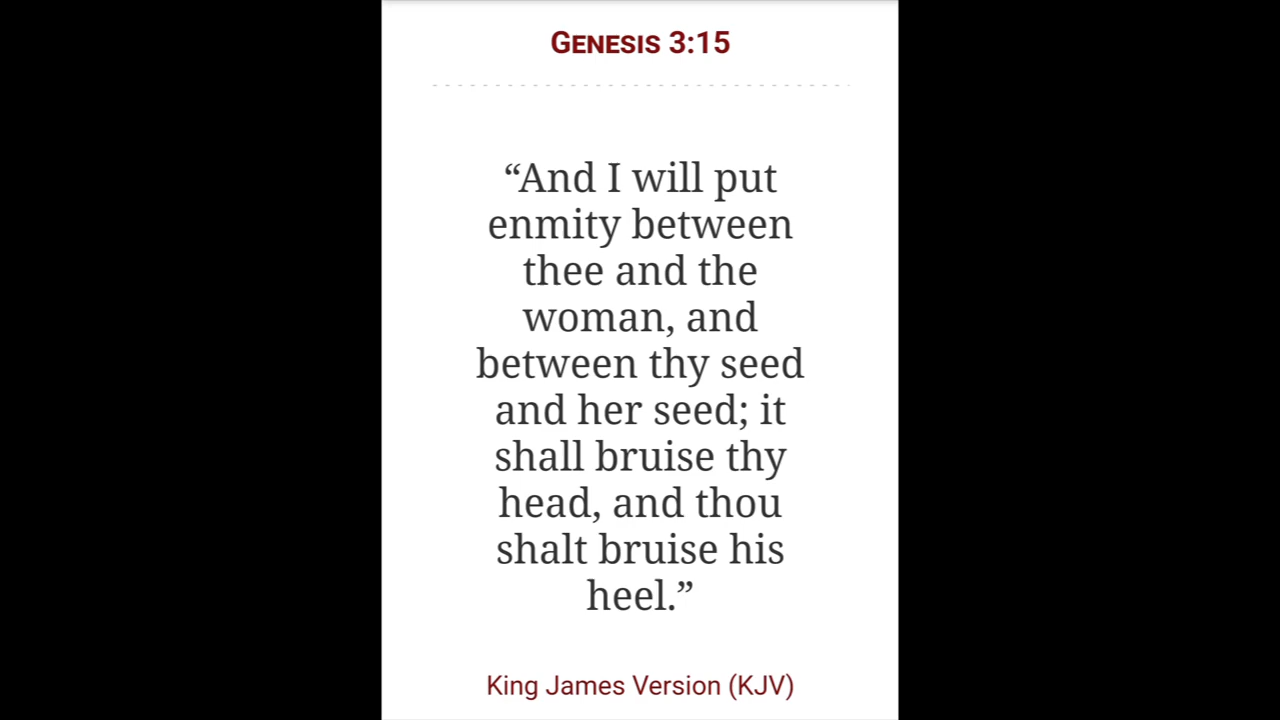 GENESIS 3:15
“And I will put
enmity between
thee and the
woman, and
between thy seed
and her seed; it
shall bruise thy
head, and thou
shalt bruise his
heel.”
King James Version (KJV)